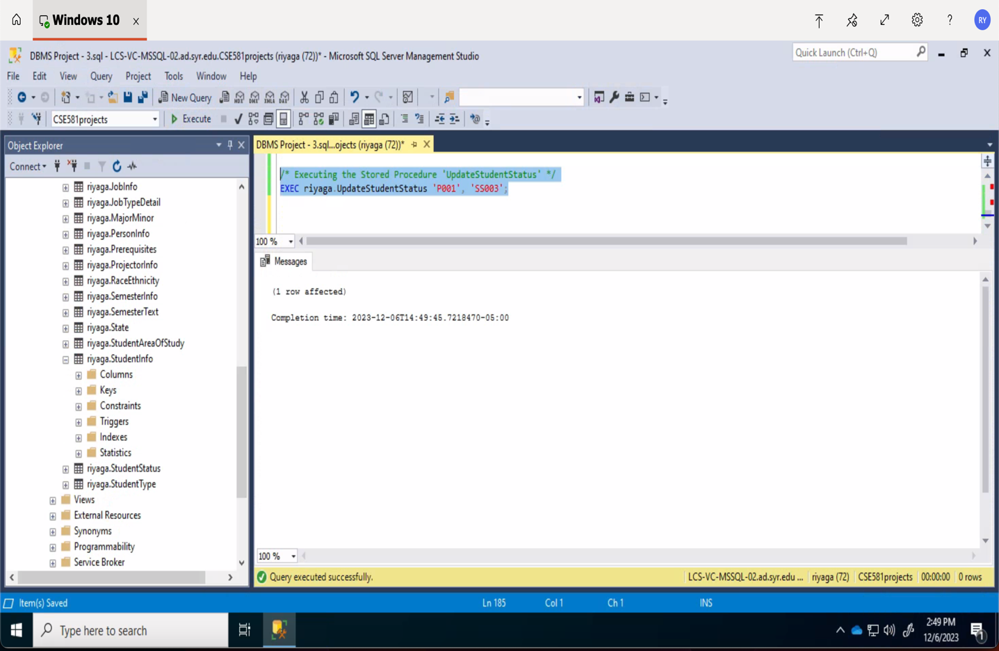 Windows 10
RY
DBMS Project - 3.sql - LCS-VC-MSSQL-02.ad.syr.edu.CSE581projects (riyaga (72))* - Microsoft SQL Server Management Studio
Quick Launch (Ctrl+Q)
File Edit View Query Project Tools Window Help
New Query
CSE581projects
Execute
Object Explorer
Connect
riyaga.JobInfo
riyaga.JobTypeDetail
riyaga.MajorMinor
riyaga.PersonInfo
riyaga.Prerequisites
riyaga.ProjectorInfo
riyaga.RaceEthnicity
riyaga.SemesterInfo
riyaga.SemesterText
riyaga.State
riyaga.StudentAreaOfStudy
riyaga.StudentInfo
Columns
Keys
Constraints
Triggers
Indexes
Statistics
riyaga.StudentStatus
riyaga.StudentType
Views
External Resources
Synonyms
Programmability
Service Broker
DBMS Project - 3.sql...ojects (riyaga (72))*
/* Executing the Stored Procedure 'UpdateStudentStatus' */
EXEC riyaga.UpdateStudentStatus 'P001', 'SS003';
100 %
Messages
(1 row affected)
Completion time: 2023-12-06T14:49:45.7218470-05:00
100 %
Query executed successfully.
LCS-VC-MSSQL-02.ad.syr.edu ... riyaga (72) CSE581projects 00:00:00 0 rows
Item(s) Saved
Ln 185 Col 1 Ch 1 INS
Type here to search
2:49 PM
12/6/2023
1